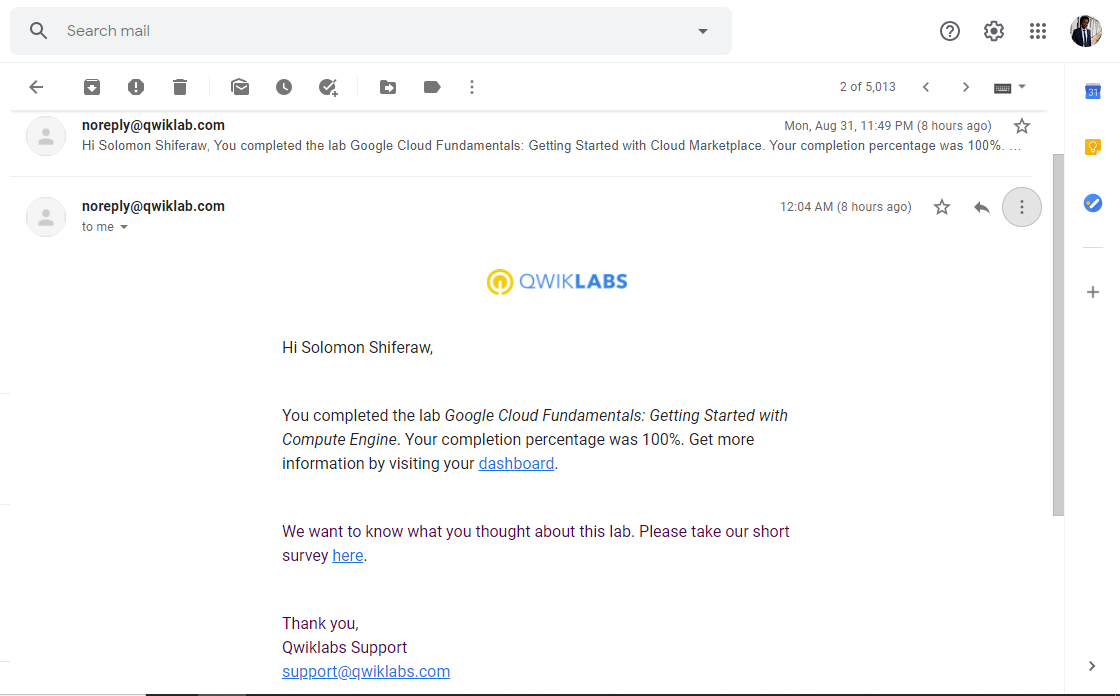 Search mail
2 of 5,013
31
noreply@qwiklab.com
Mon, Aug 31, 11:49 PM (8 hours ago)
Hi Solomon Shiferaw, You completed the lab Google Cloud Fundamentals: Getting Started with Cloud Marketplace. Your completion percentage was 100%. ...
noreply@qwiklab.com
12:04 AM (8 hours ago)
to me
QWIKLABS
Hi Solomon Shiferaw,
You completed the lab Google Cloud Fundamentals: Getting Started with
Compute Engine. Your completion percentage was 100%. Get more
information by visiting your dashboard.
We want to know what you thought about this lab. Please take our short
survey here.
Thank you,
Qwiklabs Support
support@qwiklabs.com